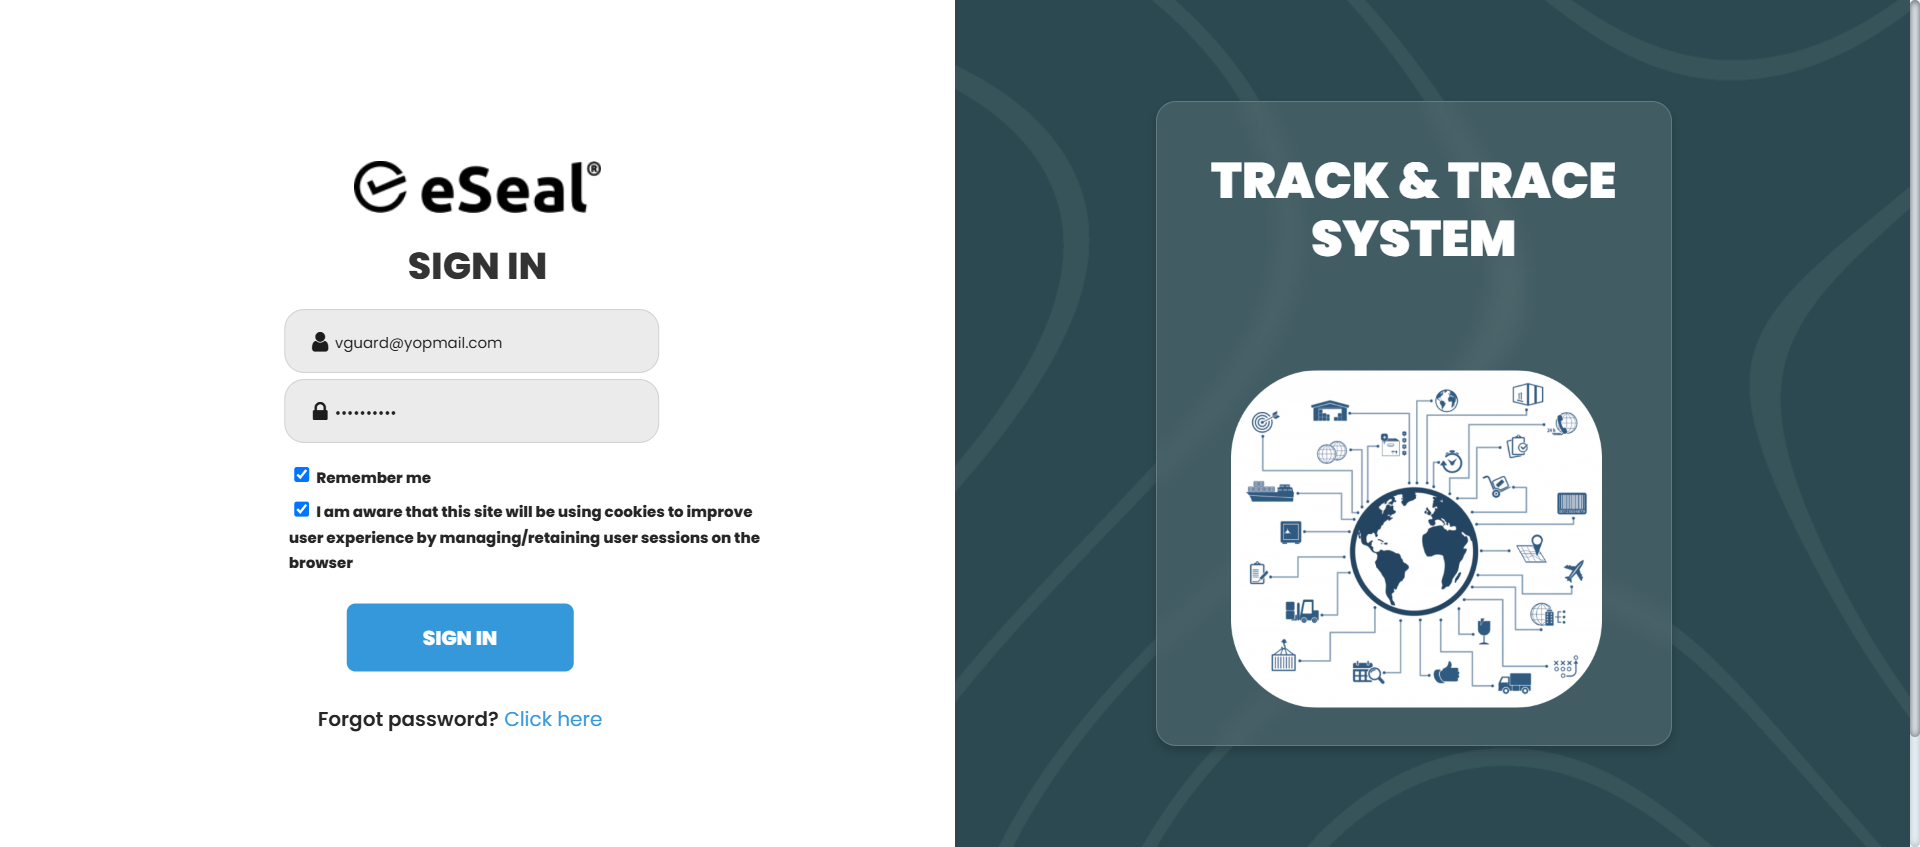 eSeal®
SIGN IN
vguard@yopmail.com
••••••••••
Remember me
I am aware that this site will be using cookies to improve
user experience by managing/retaining user sessions on the
browser
SIGN IN
Forgot password? Click here
TRACK & TRACE
SYSTEM